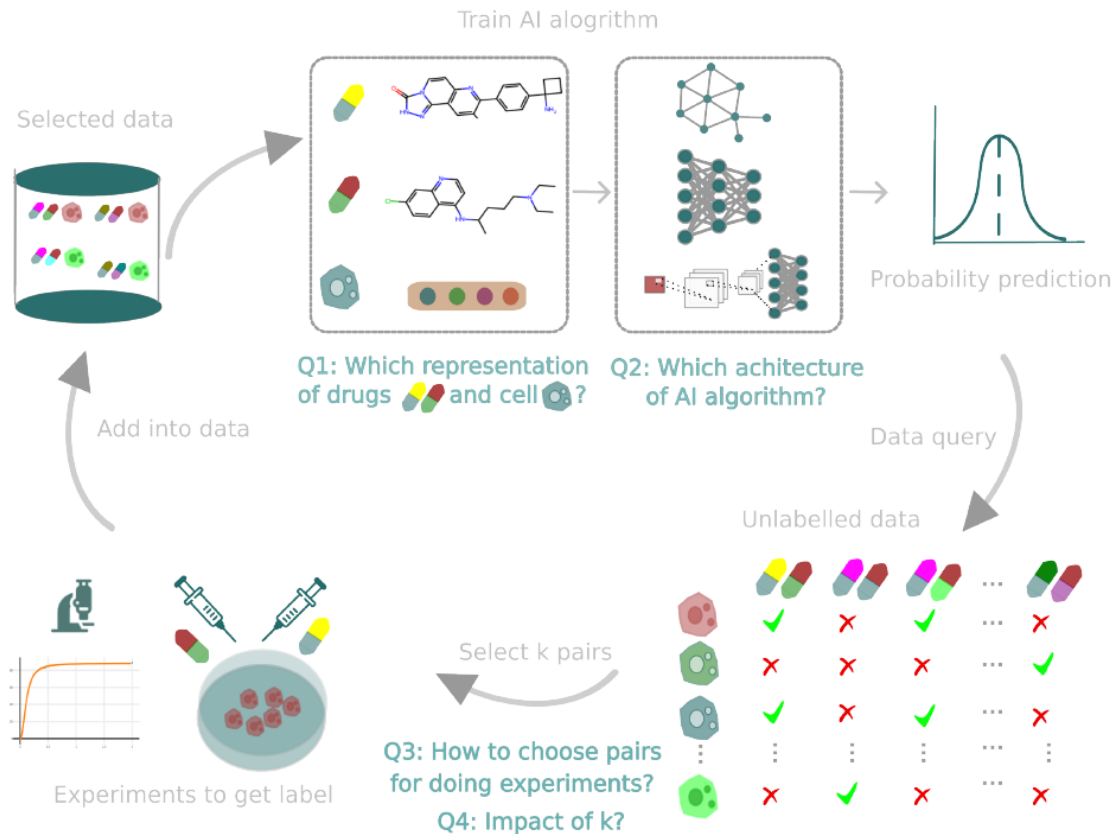 Train AI alogrithm
Selected data
Probability prediction
Q1: Which representation
of drugs and cell ?
Q2: Which achitecture
of AI algorithm?
Add into data
Data query
Unlabelled data
Select k pairs
Q3: How to choose pairs
for doing experiments?
Q4: Impact of k?
Experiments to get label